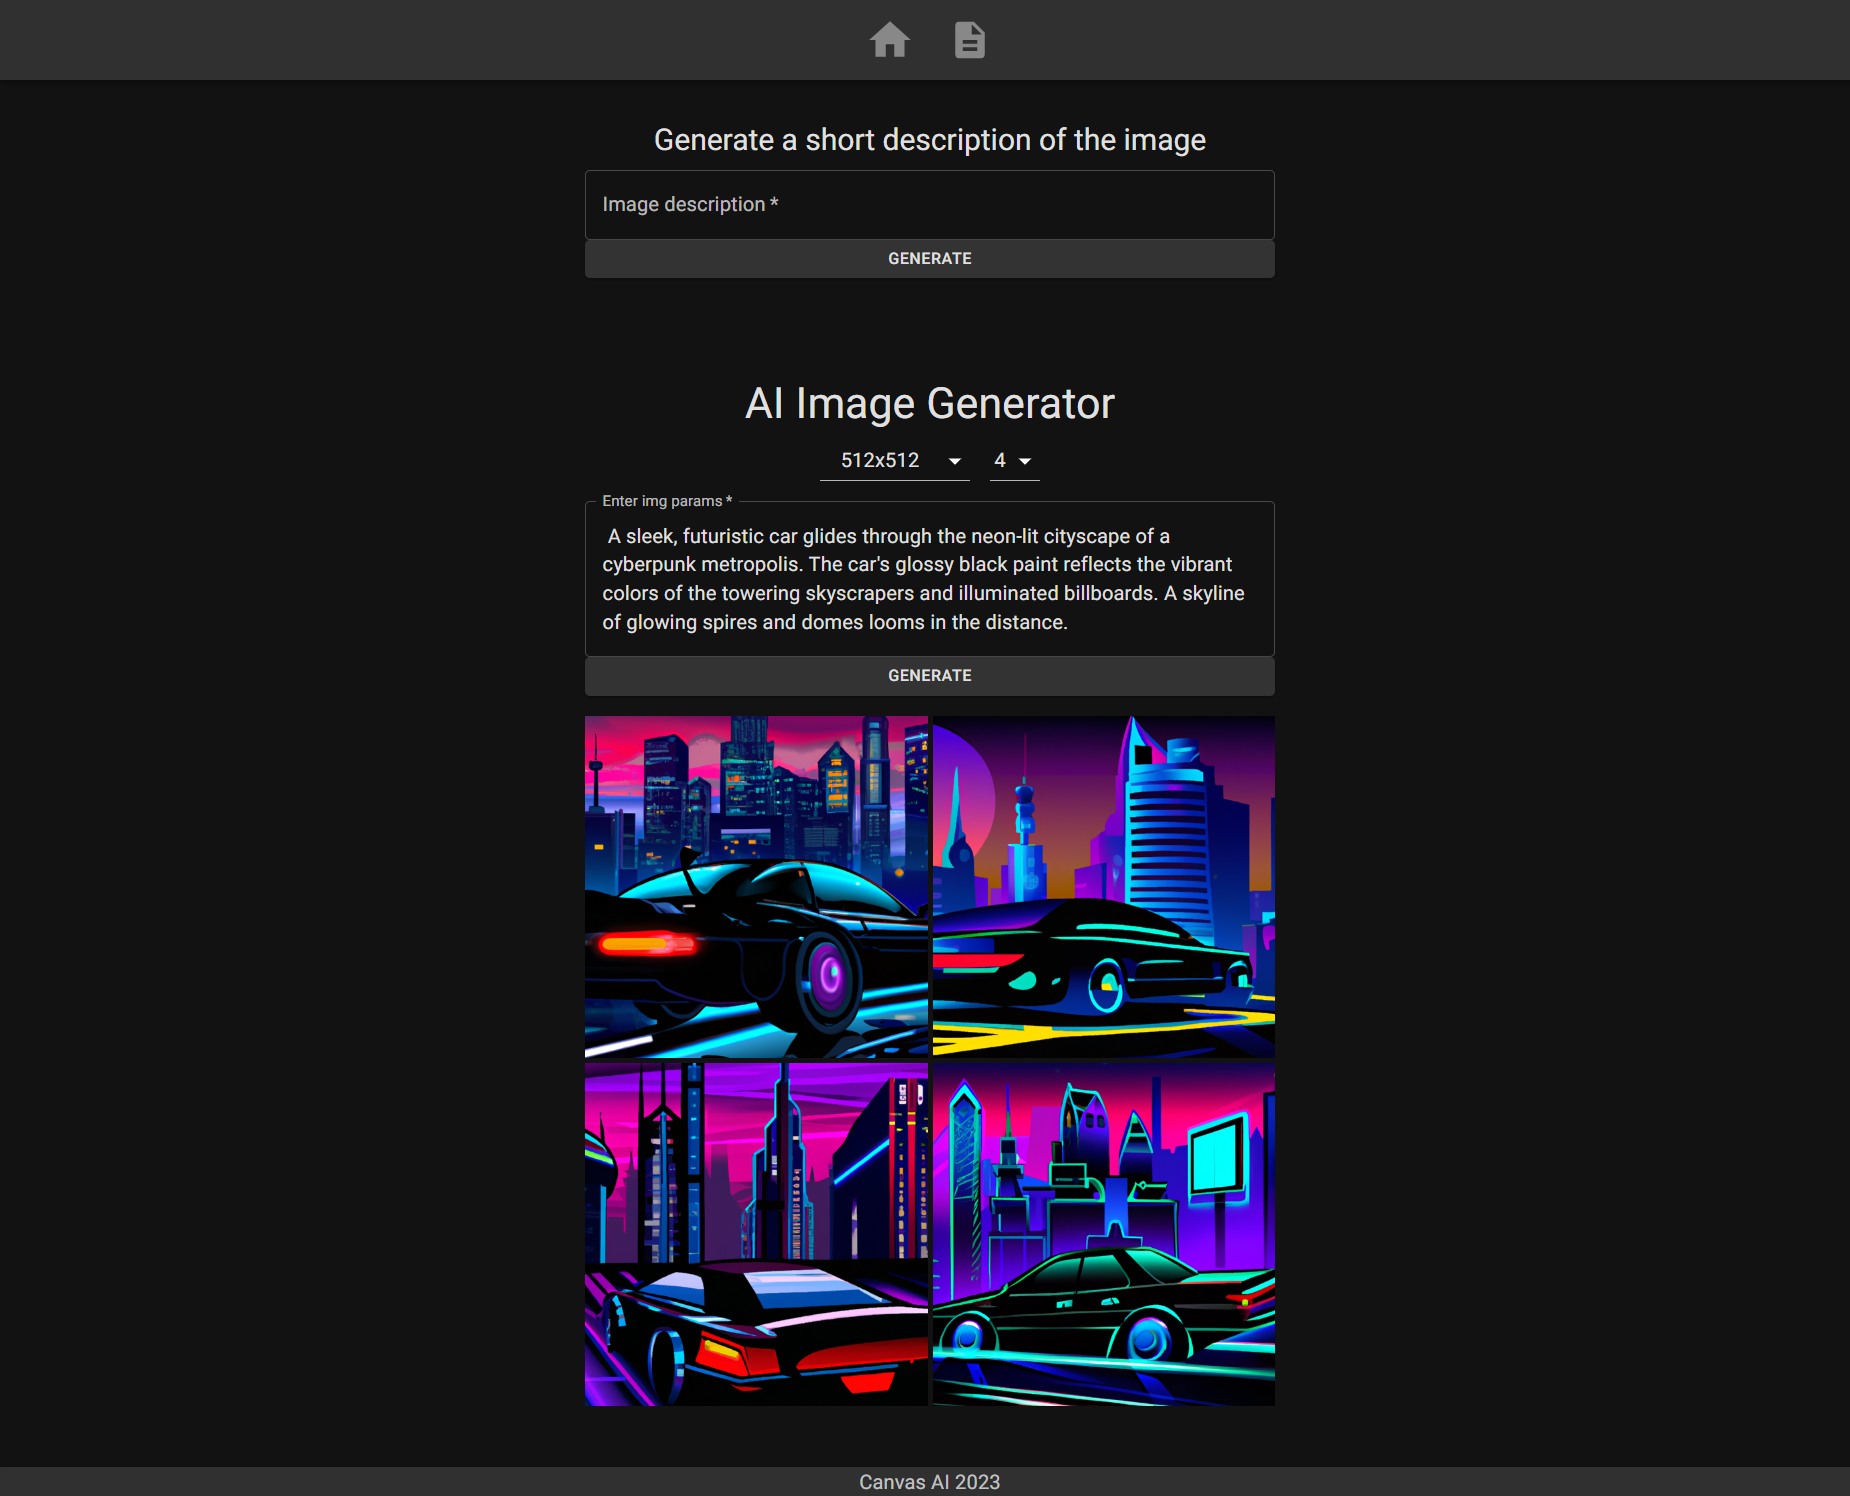 Generate a short description of the image
Image description *
GENERATE
AI Image Generator
512x512 4
Enter img params *
A sleek, futuristic car glides through the neon-lit cityscape of a
cyberpunk metropolis. The car's glossy black paint reflects the vibrant
colors of the towering skyscrapers and illuminated billboards. A skyline
of glowing spires and domes looms in the distance.
GENERATE
Canvas AI 2023